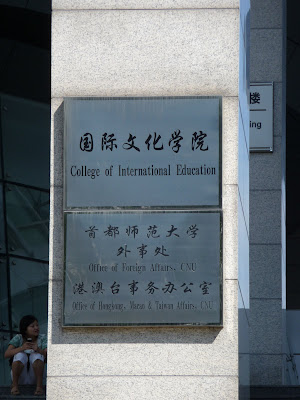 国际文化学院
College of International Education
首都师范大学
外事处
Office of Foreign Affairs, CNU
港澳台事务办公室
Office of Hongkong, Macao & Taiwan Affairs, CNU
楼
ing